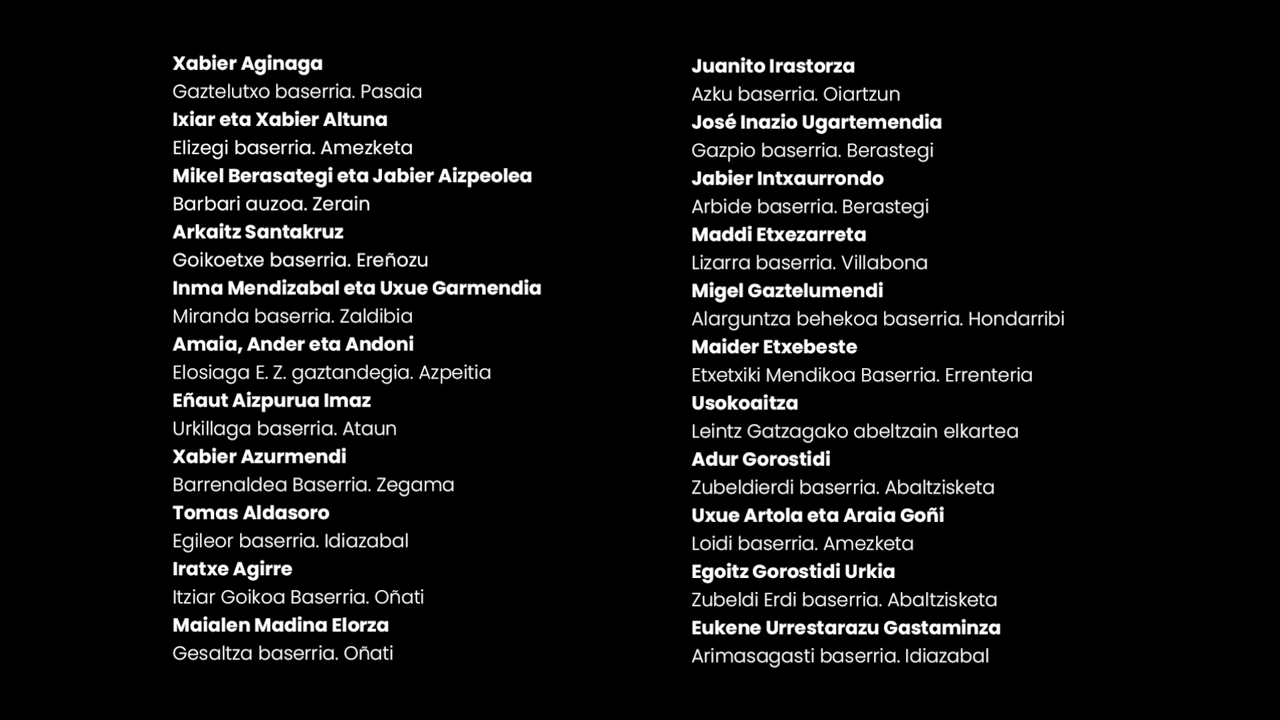 Xabier Aginaga
Gaztelutxo baserria. Pasaia
Ixiar eta Xabier Altuna
Elizegi baserria. Amezketa
Mikel Berasategi eta Jabier Aizpeolea
Barbari auzoa. Zerain
Arkaitz Santakruz
Goikoetxe baserria. Ereñozu
Inma Mendizabal eta Uxue Garmendia
Miranda baserria. Zaldibia
Amaia, Ander eta Andoni
Elosiaga E. Z. gaztandegia. Azpeitia
Eñaut Aizpurua Imaz
Urkillaga baserria. Ataun
Xabier Azurmendi
Barrenaldea Baserria. Zegama
Tomas Aldasoro
Egileor baserria. Idiazabal
Iratxe Agirre
Itziar Goikoa Baserria. Oñati
Maialen Madina Elorza
Gesaltza baserria. Oñati
Juanito Irastorza
Azku baserria. Oiartzun
José Inazio Ugartemendia
Gazpio baserria. Berastegi
Jabier Intxaurrondo
Arbide baserria. Berastegi
Maddi Etxezarreta
Lizarra baserria. Villabona
Migel Gaztelumendi
Alarguntza behekoa baserria. Hondarribi
Maider Etxebeste
Etxetxiki Mendikoa Baserria. Errenteria
Usokoaitza
Leintz Gatzagako abeltzain elkartea
Adur Gorostidi
Zubeldierdi baserria. Abaltzisketa
Uxue Artola eta Araia Goñi
Loidi baserria. Amezketa
Egoitz Gorostidi Urkia
Zubeldi Erdi baserria. Abaltzisketa
Eukene Urrestarazu Gastaminza
Arimasagasti baserria. Idiazabal